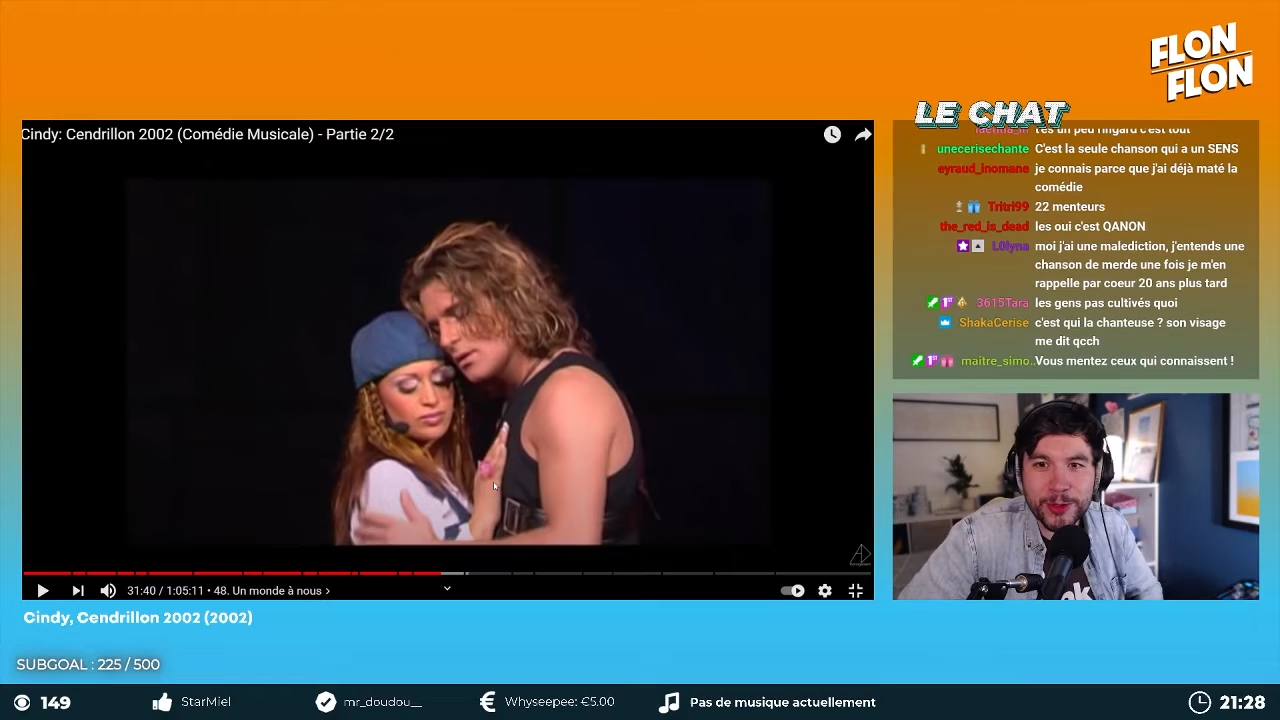 FLON
FLON
LE CHAT
Cindy: Cendrillon 2002 (Comédie Musicale) - Partie 2/2
t'es un peu ringard c'est tout
unecerisechante C'est la seule chanson qui a un SENS
eyraud_inomane je connais parce que j'ai déjà maté la
comédie
Tritri99 22 menteurs
the_red_is_dead les oui c'est QANON
L0lyna moi j'ai une malediction, j'entends une
chanson de merde une fois je m'en
rappelle par coeur 20 ans plus tard
3615Tara les gens pas cultivés quoi
ShakaCerise c'est qui la chanteuse ? son visage
me dit qcch
maitre_simo.. Vous mentez ceux qui connaissent !
31:40 / 1:05:11 • 48. Un monde à nous ›
Cindy, Cendrillon 2002 (2002)
SUBGOAL : 225 / 500
149 StarMiel mr_doudou__ Whyseepee: €5.00 Pas de musique actuellement 21:28